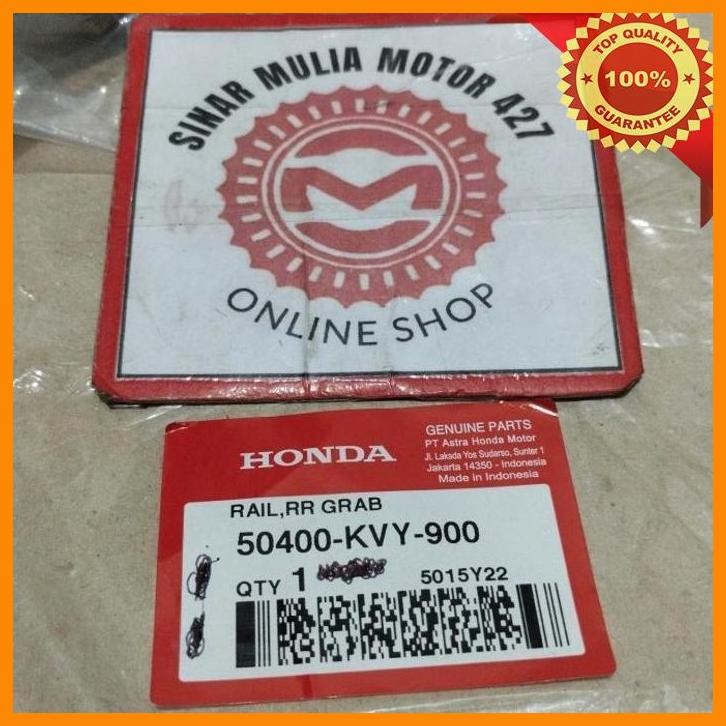 TOP QUALITY
100%
GUARANTEE
SINAR MULIA MOTOR 427
M
ONLINE SHOP
HONDA
GENUINE PARTS
PT Astra Honda Motor
Jl. Laksda Yos Sudarso, Sunter 1
Jakarta 14350 - Indonesia
Made in Indonesia
RAIL,RR GRAB
50400-KVY-900
QTY 1
5015Y22